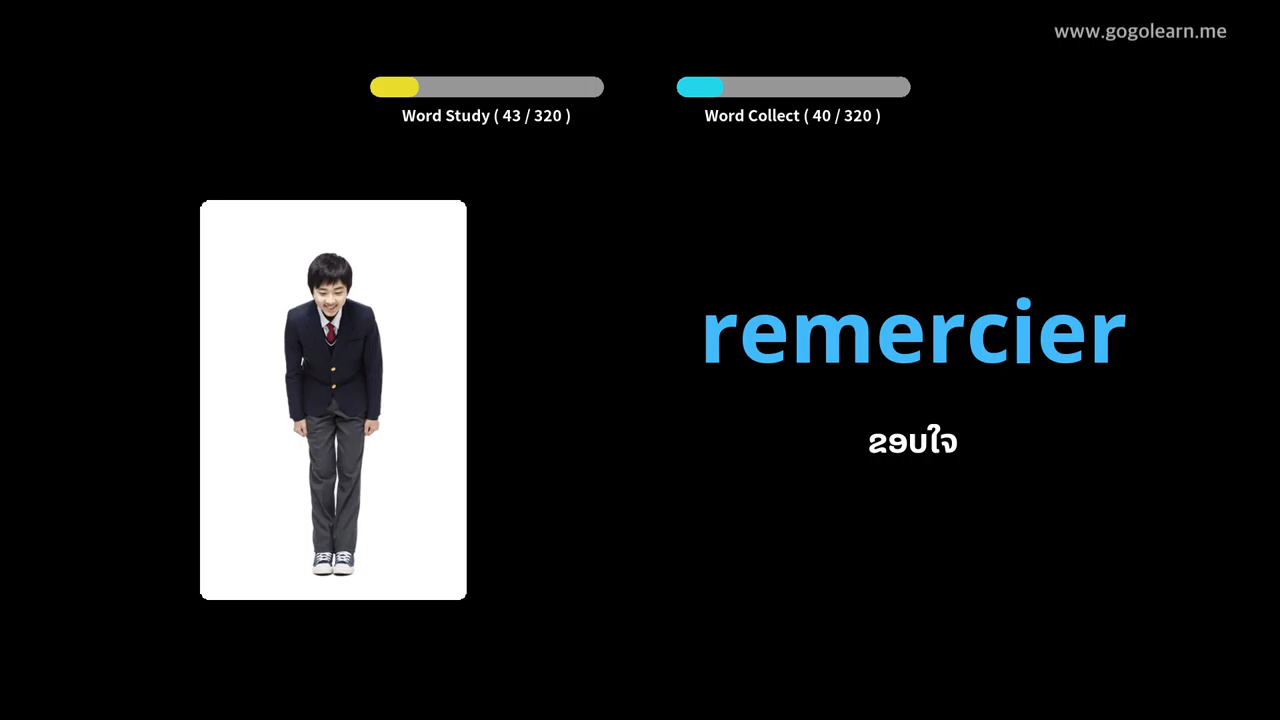 www.gogolearn.me
Word Study ( 43 / 320 )
Word Collect ( 40 / 320 )
remercier
ຂອບໃຈ